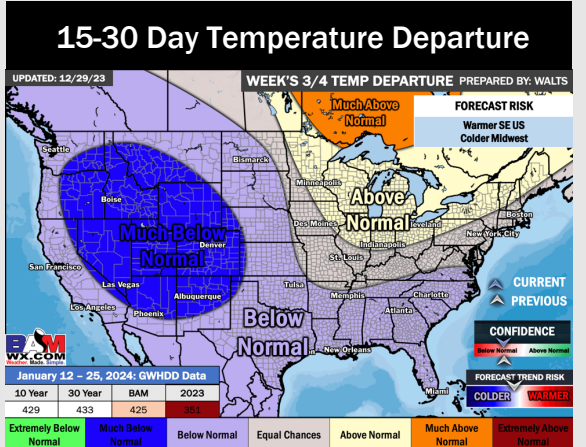 15-30 Day Temperature Departure
UPDATED: 12/29/23
WEEK'S 3/4 TEMP DEPARTURE PREPARED BY: WALTS
FORECAST RISK
Warmer SE US
Colder Midwest
Much Above
Normal
Seattle
Bismarck
Minneapolis
Boise
Above
Normal
Des Moines
eveland
Boston
New York City
Much Below
Normal
Denver
Indianapolis
St. Louis
San Francisco
Las Vegas
Tulsa
Los Angeles
Phoenix
Albuquerque
Memphis
Charlotte
Atlanta
Below
Normal
New Orleans
Miami
CURRENT
PREVIOUS
CONFIDENCE
Below Normal Above Normal
FORECAST TREND RISK
COLDER WARMER
BAM
WX.COM
Weather. Made. Simple.
January 12 – 25, 2024: GWHDD Data
10 Year 30 Year BAM 2023
429 433 425 351
Extremely Below
Normal
Much Below
Normal
Below Normal
Equal Chances
Above Normal
Much Above
Normal
Extremely Above
Normal